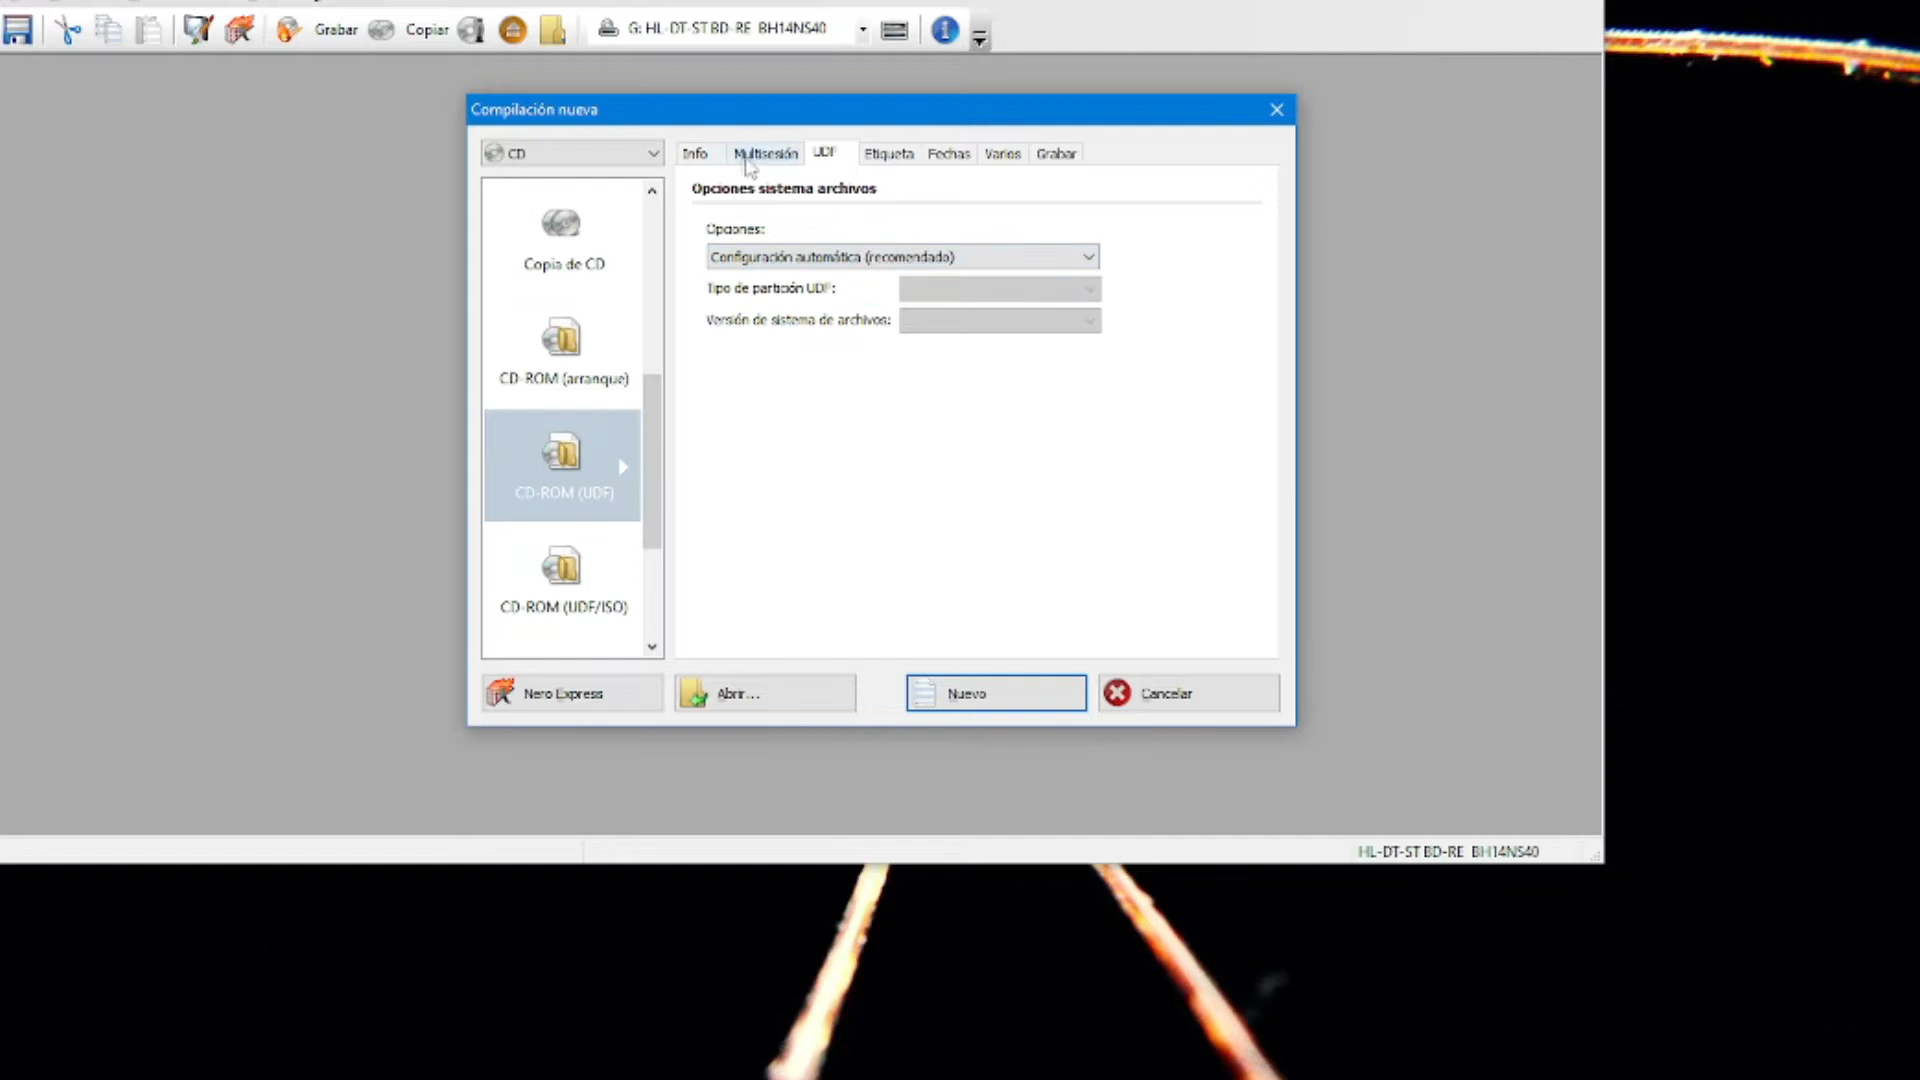 Grabar
Copiar
G: HL-DT-ST BD-RE BH14NS40
Compilación nueva
CD
Info
Multisesión
UDF
Etiqueta
Fechas
Varios
Grabar
Opciones sistema archivos
Opciones:
Configuración automática (recomendado)
Tipo de partición UDF:
Versión de sistema de archivos:
Copia de CD
CD-ROM (arranque)
CD-ROM (UDF)
CD-ROM (UDF/ISO)
Nero Express
Abrir...
Nuevo
Cancelar
HL-DT-ST BD-RE BH14NS40